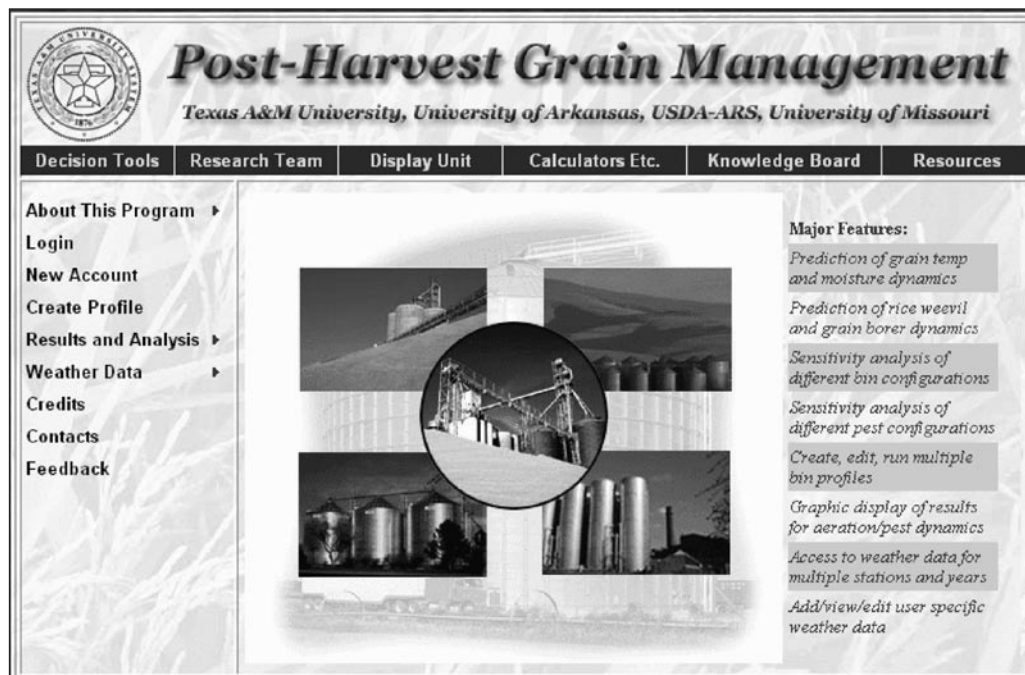 TEXAS A&M UNIVERSITY SYSTEM
1876
Post-Harvest Grain Management
Texas A&M University, University of Arkansas, USDA-ARS, University of Missouri
Decision Tools
Research Team
Display Unit
Calculators Etc.
Knowledge Board
Resources
About This Program
Login
New Account
Create Profile
Results and Analysis
Weather Data
Credits
Contacts
Feedback
Major Features:
Prediction of grain temp
and moisture dynamics
Prediction of rice weevil
and grain borer dynamics
Sensitivity analysis of
different bin configurations
Sensitivity analysis of
different pest configurations
Create, edit, run multiple
bin profiles
Graphic display of results
for aeration/pest dynamics
Access to weather data for
multiple stations and years
Add/view/edit user specific
weather data